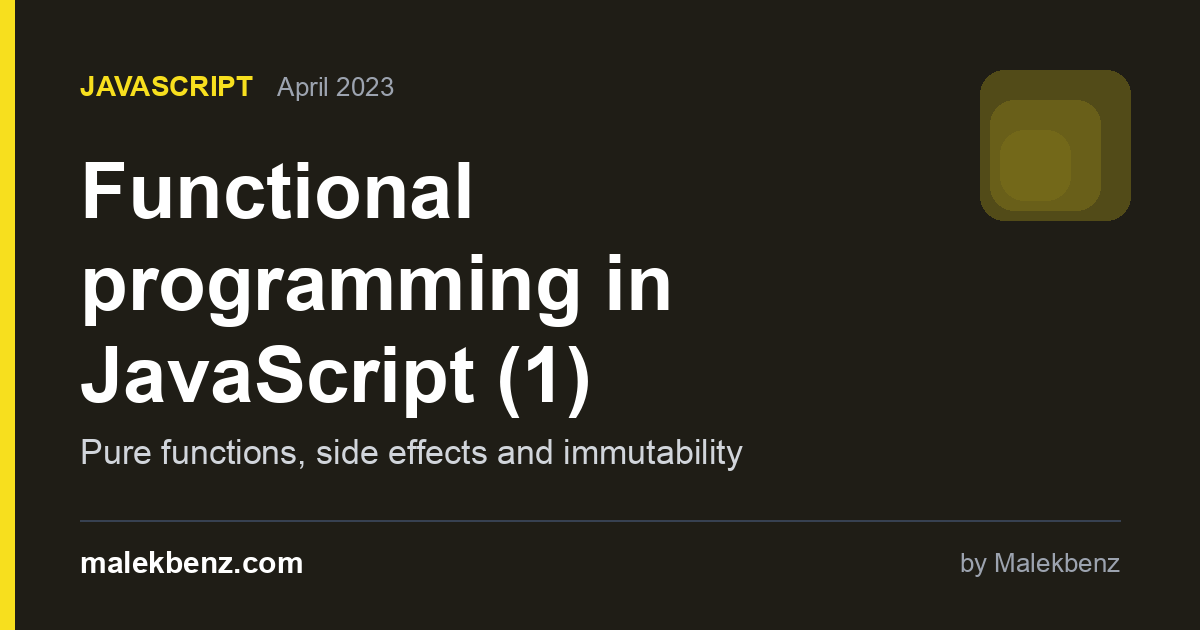 JAVASCRIPT April 2023
Functional
programming in
JavaScript (1)
Pure functions, side effects and immutability
malekbenz.com by Malekbenz